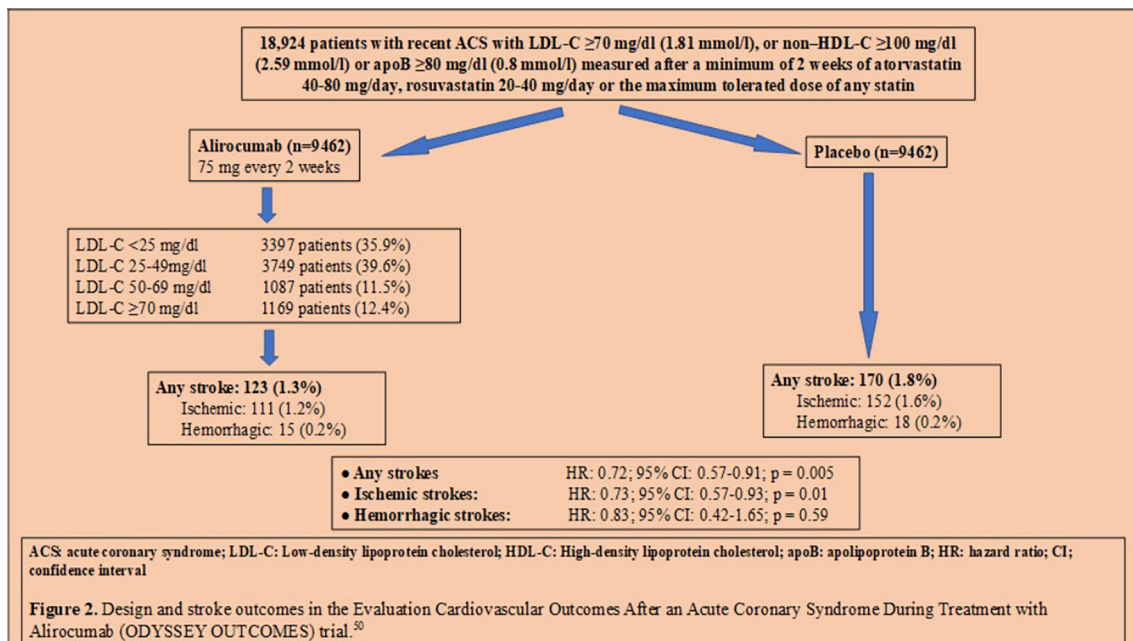 18,924 patients with recent ACS with LDL-C ≥70 mg/dl (1.81 mmol/l), or non–HDL-C ≥100 mg/dl
(2.59 mmol/l) or apoB ≥80 mg/dl (0.8 mmol/l) measured after a minimum of 2 weeks of atorvastatin
40-80 mg/day, rosuvastatin 20-40 mg/day or the maximum tolerated dose of any statin
Alirocumab (n=9462)
75 mg every 2 weeks
Placebo (n=9462)
LDL-C <25 mg/dl 3397 patients (35.9%)
LDL-C 25-49mg/dl 3749 patients (39.6%)
LDL-C 50-69 mg/dl 1087 patients (11.5%)
LDL-C ≥70 mg/dl 1169 patients (12.4%)
Any stroke: 123 (1.3%)
Ischemic: 111 (1.2%)
Hemorrhagic: 15 (0.2%)
Any stroke: 170 (1.8%)
Ischemic: 152 (1.6%)
Hemorrhagic: 18 (0.2%)
● Any strokes HR: 0.72; 95% CI: 0.57-0.91; p = 0.005
● Ischemic strokes: HR: 0.73; 95% CI: 0.57-0.93; p = 0.01
● Hemorrhagic strokes: HR: 0.83; 95% CI: 0.42-1.65; p = 0.59
ACS: acute coronary syndrome; LDL-C: Low-density lipoprotein cholesterol; HDL-C: High-density lipoprotein cholesterol; apoB: apolipoprotein B; HR: hazard ratio; CI;
confidence interval
Figure 2. Design and stroke outcomes in the Evaluation Cardiovascular Outcomes After an Acute Coronary Syndrome During Treatment with
Alirocumab (ODYSSEY OUTCOMES) trial.50